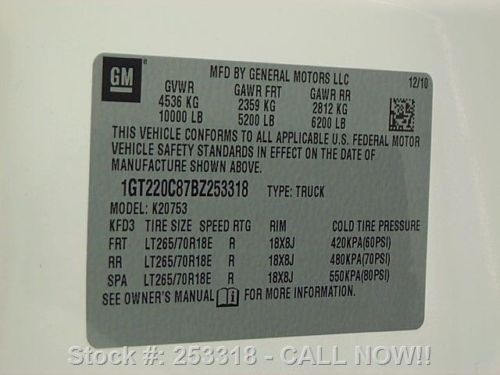 GM
MFD BY GENERAL MOTORS LLC 12/10
GVWR GAWR FRT GAWR RR
4536 KG 2359 KG 2812 KG
10000 LB 5200 LB 6200 LB
THIS VEHICLE CONFORMS TO ALL APPLICABLE U.S. FEDERAL MOTOR
VEHICLE SAFETY STANDARDS IN EFFECT ON THE DATE OF
MANUFACTURE SHOWN ABOVE.
1GT220C87BZ253318 TYPE: TRUCK
MODEL: K20753
KFD3 TIRE SIZE SPEED RTG RIM COLD TIRE PRESSURE
FRT LT265/70R18E R 18X8J 420KPA(60PSI)
RR LT265/70R18E R 18X8J 480KPA(70PSI)
SPA LT265/70R18E R 18X8J 550KPA(80PSI)
SEE OWNER'S MANUAL FOR MORE INFORMATION.
Stock #: 253318 - CALL NOW!!